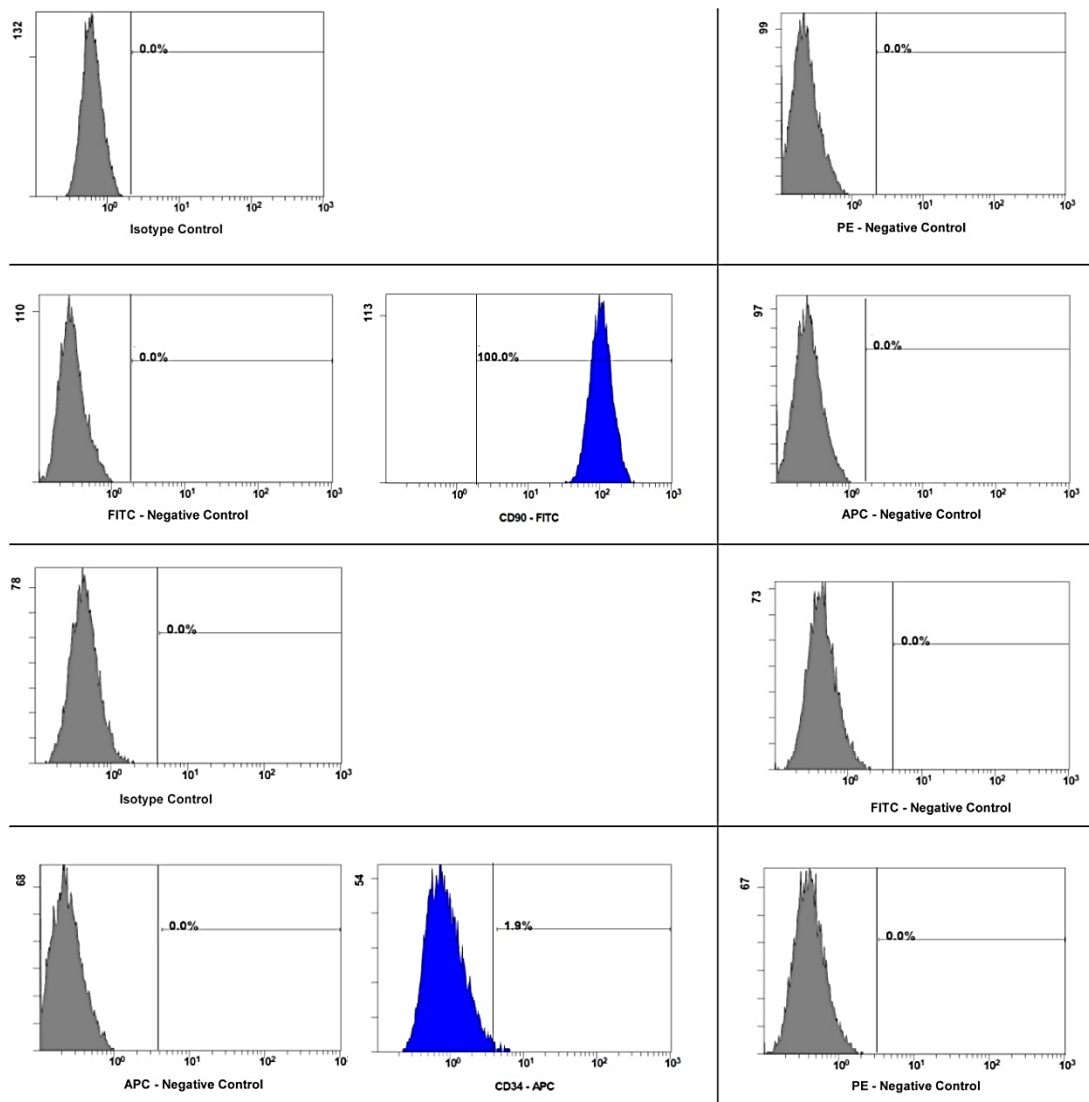 132
0.0%
10⁰ 10¹ 10² 10³
Isotype Control
99
0.0%
10⁰ 10¹ 10² 10³
PE - Negative Control
110
0.0%
10⁰ 10¹ 10² 10³
FITC - Negative Control
113
100.0%
10⁰ 10¹ 10² 10³
CD90 - FITC
97
0.0%
10⁰ 10¹ 10² 10³
APC - Negative Control
78
0.0%
10⁰ 10¹ 10² 10³
Isotype Control
73
0.0%
10⁰ 10¹ 10² 10³
FITC - Negative Control
68
0.0%
10⁰ 10¹ 10² 10
APC - Negative Control
54
1.9%
10⁰ 10¹ 10² 10³
CD34 - APC
67
0.0%
10⁰ 10¹ 10² 10³
PE - Negative Control